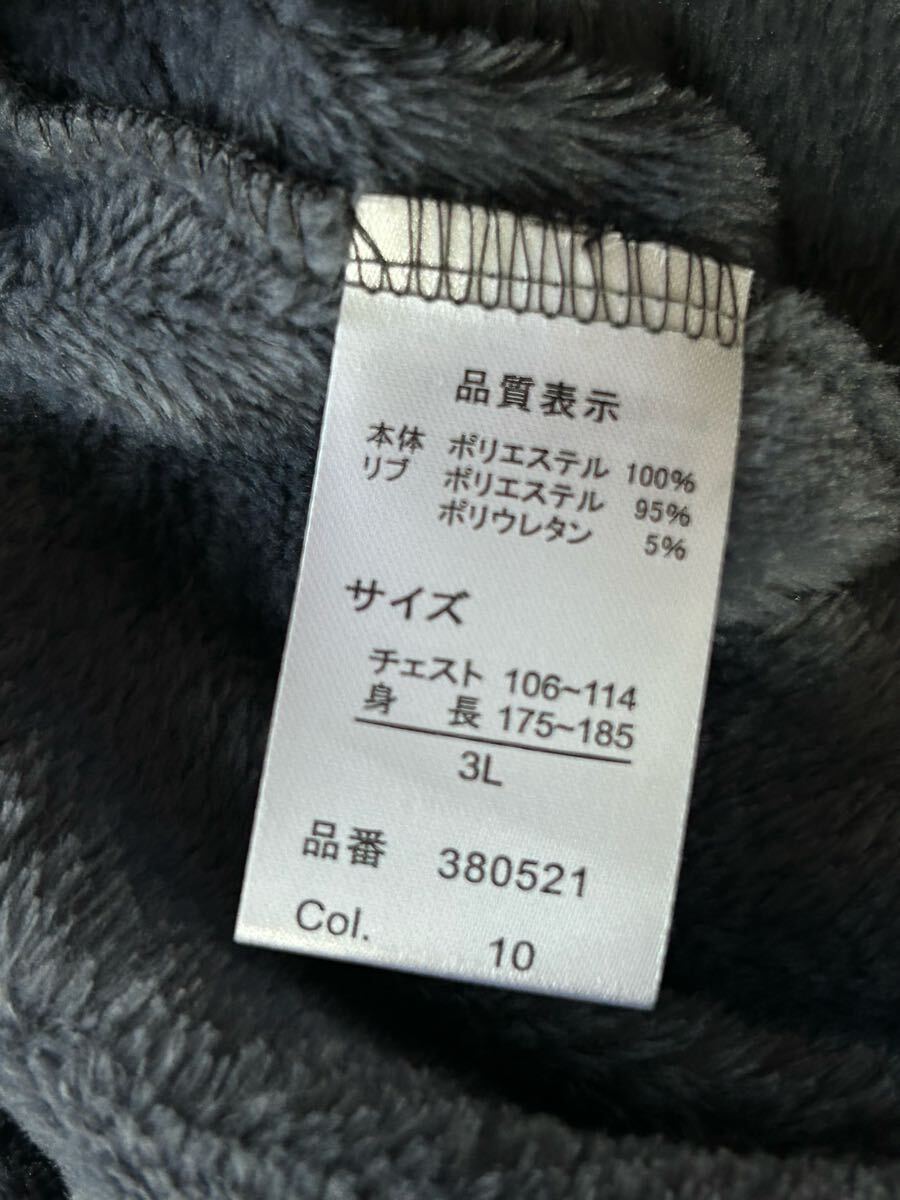 品質表示
本体 ポリエステル 100%
リブ ポリエステル 95%
ポリウレタン 5%
サイズ
チェスト 106~114
身 長 175~185
3L
品番 380521
Col. 10